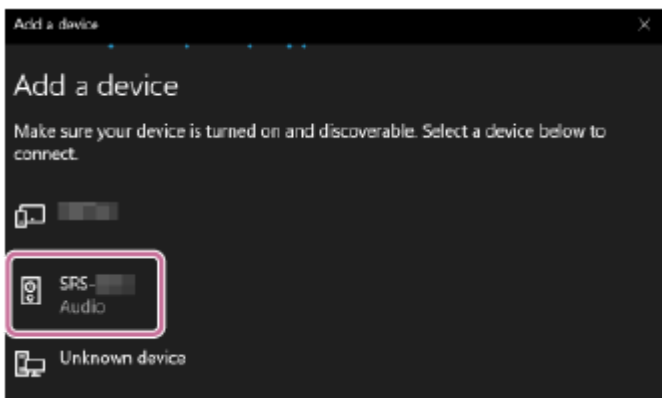 Add a device
Add a device
Make sure your device is turned on and discoverable. Select a device below to
connect.
SRS-
Audio
Unknown device